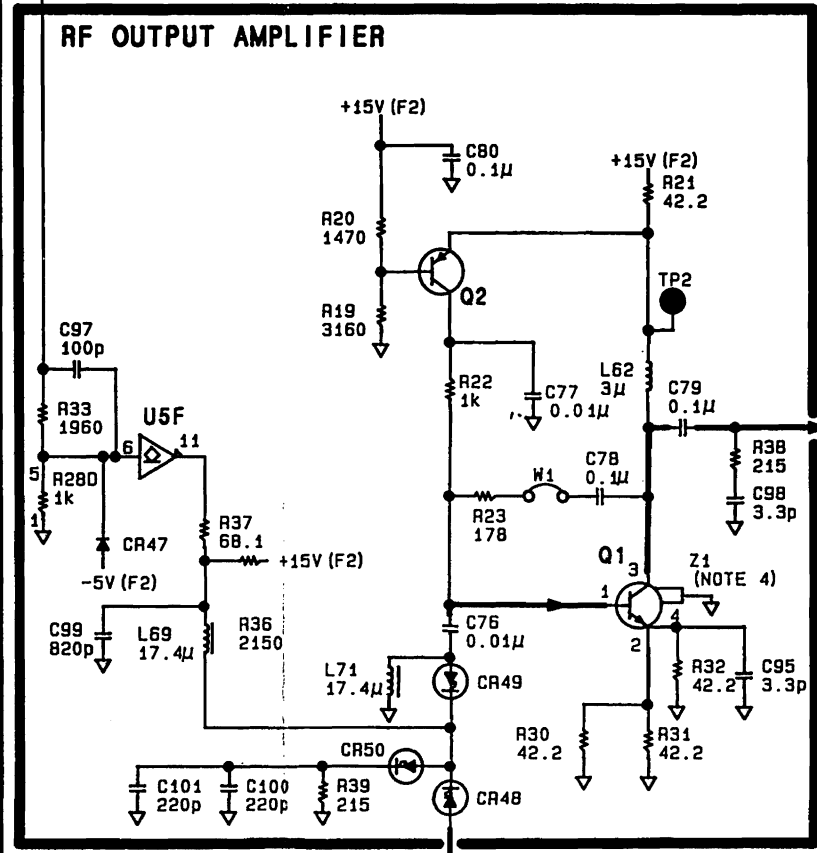 RF OUTPUT AMPLIFIER
+15V (F2)
C80
0.1μ
+15V (F2)
R21
42.2
R20
1470
Q2
TP2
R19
3160
C97
100p
L62
3μ
C79
0.1μ
R22
1k
C77
0.01μ
R33
1960
U5F
6
11
5
R28D
1k
1
C78
0.1μ
W1
R38
215
R23
178
C98
3.3p
CR47
R37
68.1
+15V (F2)
-5V (F2)
Q1
3
Z1
(NOTE 4)
1
4
2
C99
820p
L69
17.4μ
R36
2150
C76
0.01μ
L71
17.4μ
CR49
R32
42.2
C95
3.3p
R30
42.2
R31
42.2
CR50
C101
220p
C100
220p
R39
215
CR48